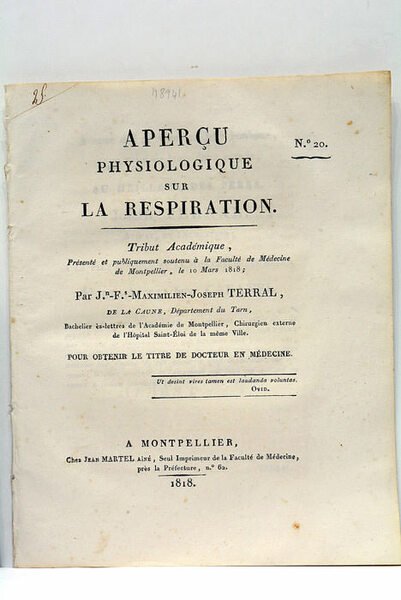 25
18941
APERÇU
N.º 20.
PHYSIOLOGIQUE
SUR
LA RESPIRATION.
Tribut Académique ,
Présenté et publiquement soutenu à la Faculté de Médecine
de Montpellier , le 10 Mars 1818 ;
Par J.n-F.s-MAXIMILIEN-JOSEPH TERRAL ,
DE LA CAUNE, Département du Tarn,
Bachelier ès-lettres de l'Académie de Montpellier , Chirurgien externe
de l'Hôpital Saint-Éloi de la même Ville.
POUR OBTENIR LE TITRE DE DOCTEUR EN MÉDECINE.
Ut desint vires tamen est laudanda voluntas.
OVID.
A MONTPELLIER,
Chez JEAN MARTEL AÎNÉ , Seul Imprimeur de la Faculté de Médecine,
près la Préfecture , n.º 62.
1818.